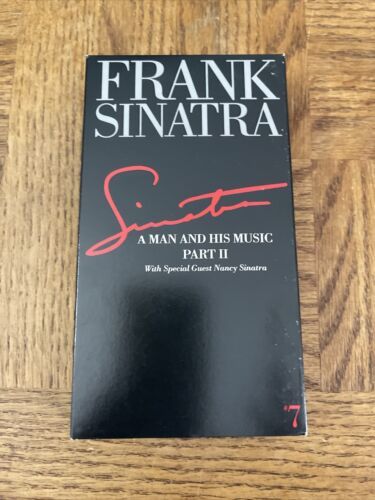 FRANK
SINATRA
Sinatra
A MAN AND HIS MUSIC
PART II
With Special Guest Nancy Sinatra
#7